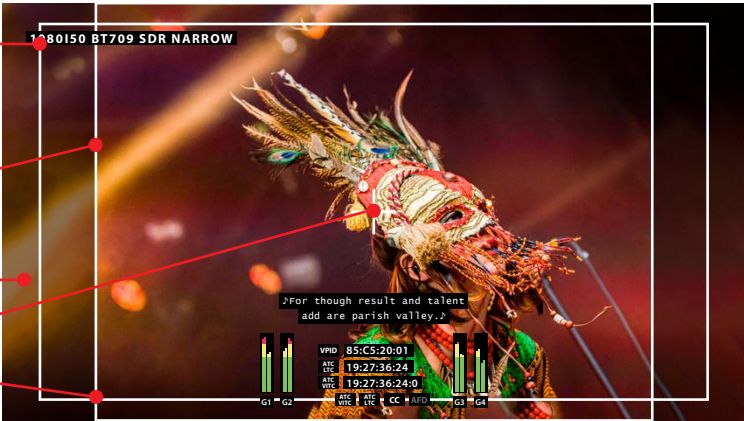 1080I50 BT709 SDR NARROW
♪For though result and talent
add are parish valley.♪
VPID 85:C5:20:01
ATC LTC 19:27:36:24
ATC VITC 19:27:36:24:0
ATC VITC ATC LTC CC AFD
G1 G2 G3 G4